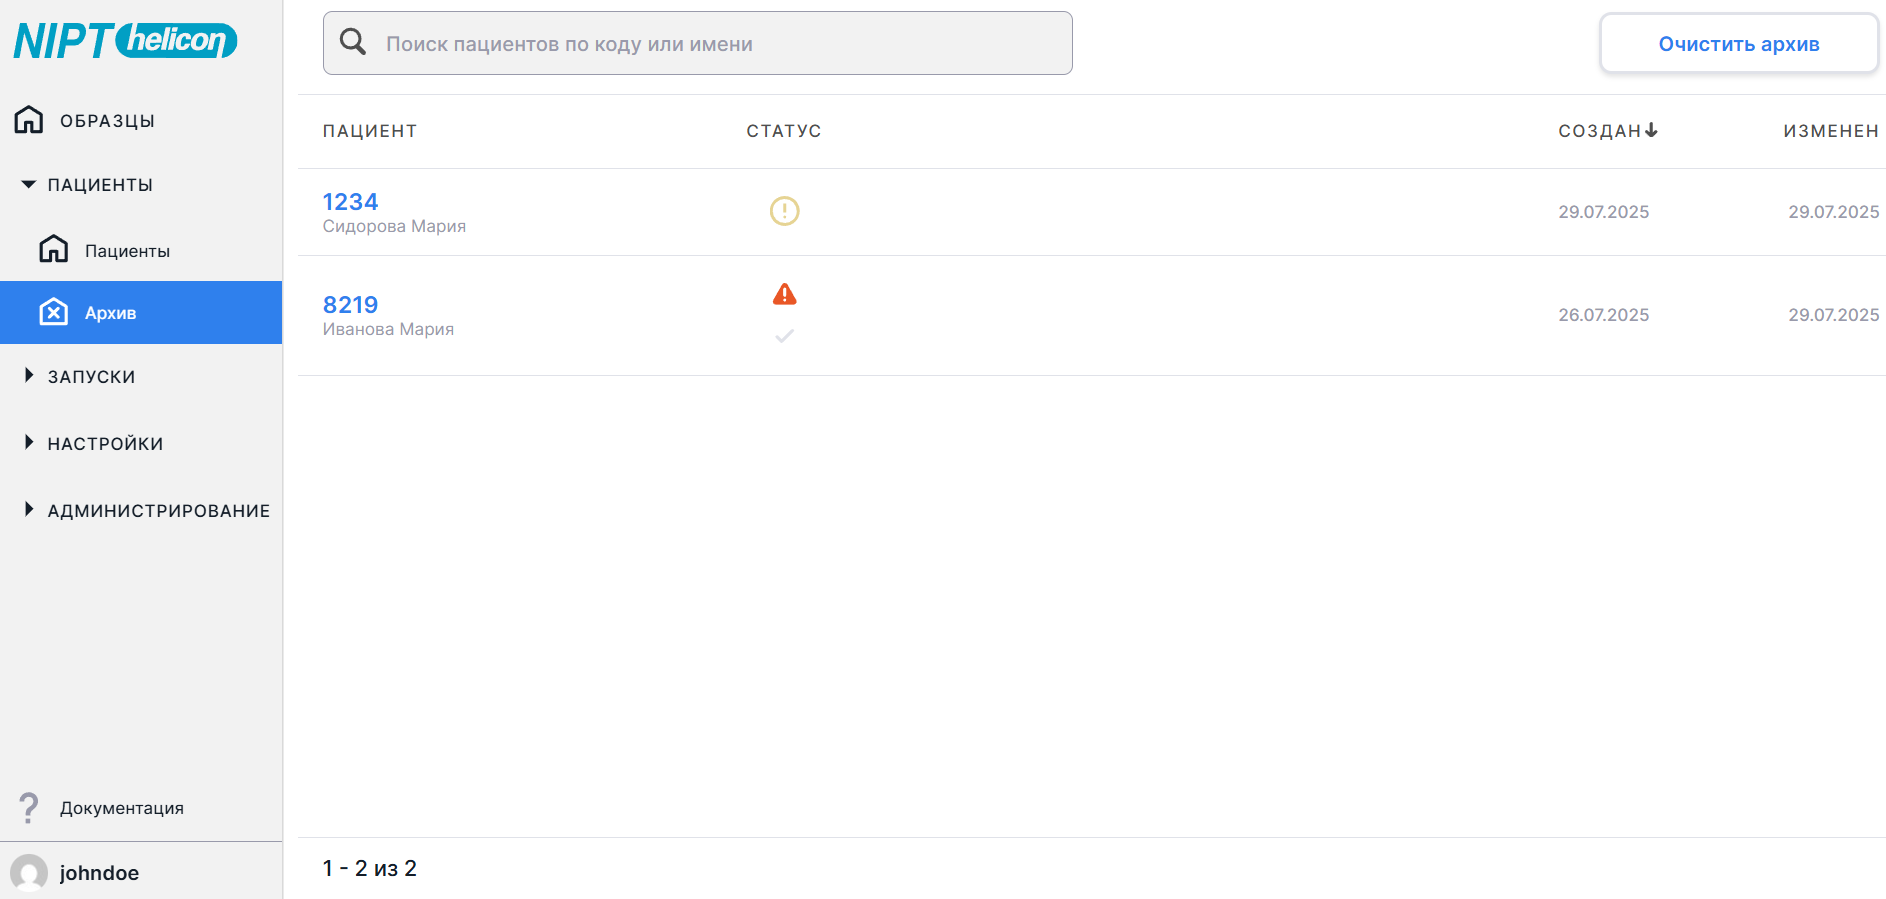 NIPT helicon
ОБРАЗЦЫ
ПАЦИЕНТЫ
Пациенты
Архив
ЗАПУСКИ
НАСТРОЙКИ
АДМИНИСТРИРОВАНИЕ
Документация
johndoe
Поиск пациентов по коду или имени
Очистить архив
ПАЦИЕНТ СТАТУС СОЗДАН ИЗМЕНЕН
1234
Сидорова Мария
29.07.2025 29.07.2025
8219
Иванова Мария
26.07.2025 29.07.2025
1 - 2 из 2